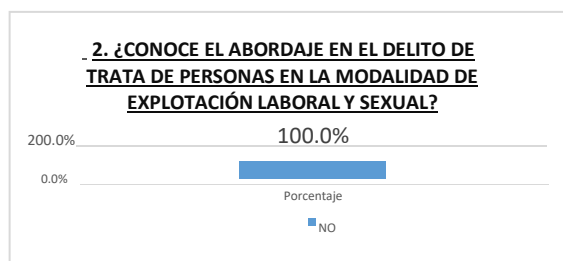 2. ¿CONOCE EL ABORDAJE EN EL DELITO DE
TRATA DE PERSONAS EN LA MODALIDAD DE
EXPLOTACIÓN LABORAL Y SEXUAL?
100.0%
200.0%
0.0%
Porcentaje
NO